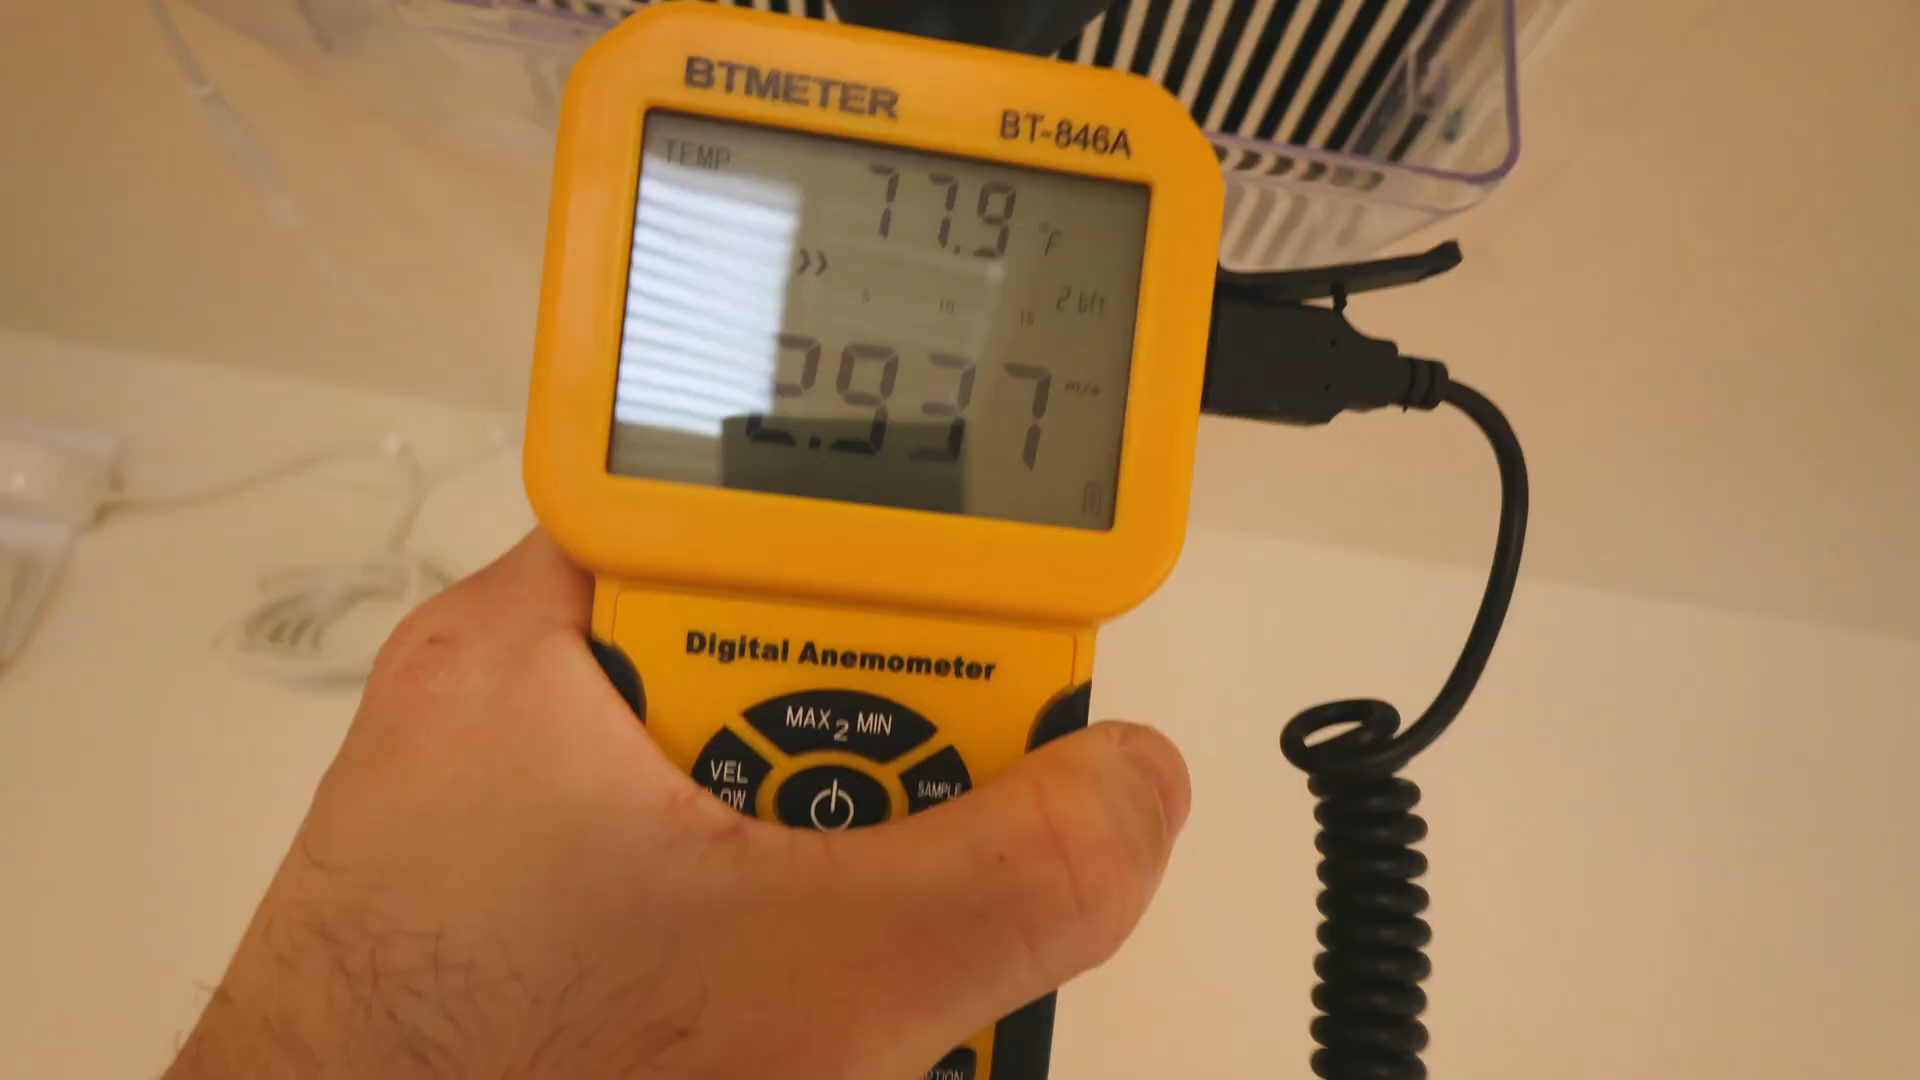 BTMETER
BT-846A
TEMP
77.9 °F
2 bft
5 10 15
2.937 m/s
Digital Anemometer
MAX 2 MIN
VEL
SAMPLE